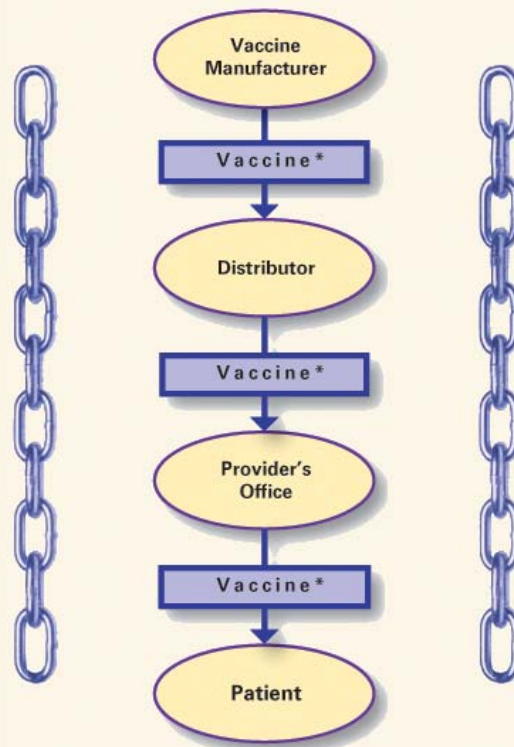 Vaccine
Manufacturer
Vaccine*
Distributor
Vaccine*
Provider's
Office
Vaccine*
Patient